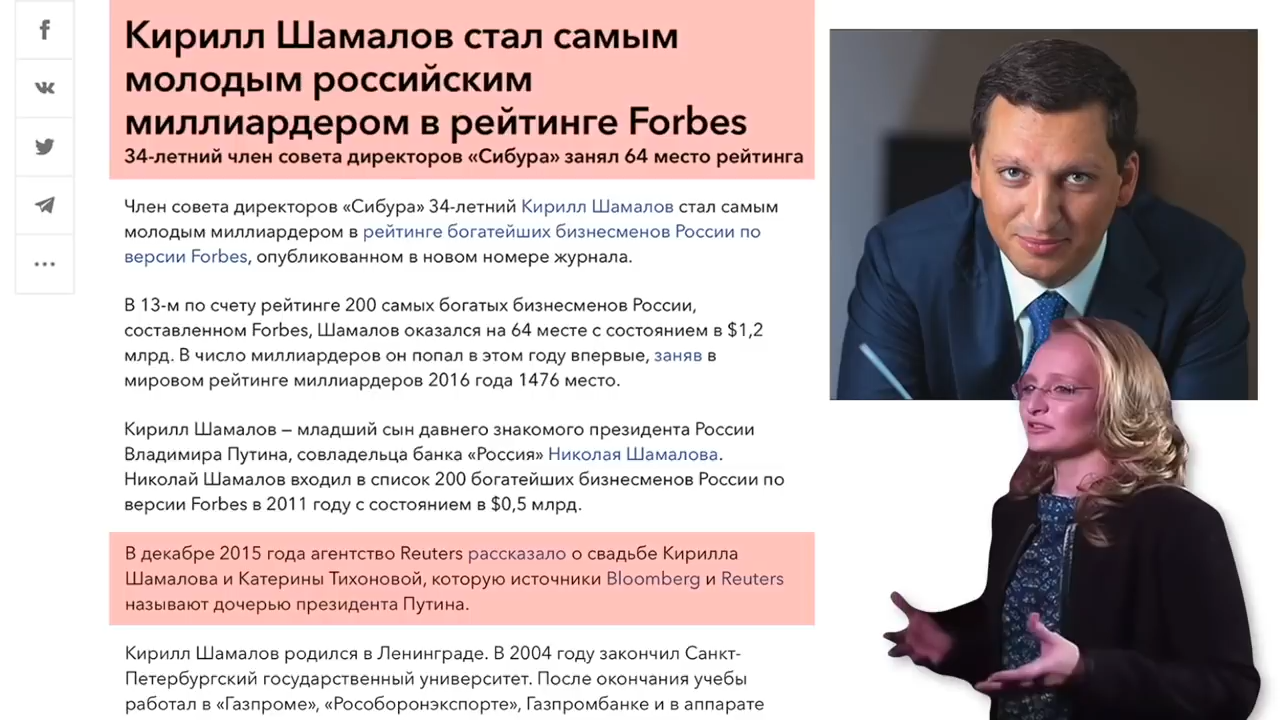 Кирилл Шамалов стал самым
молодым российским
миллиардером в рейтинге Forbes
34-летний член совета директоров «Сибура» занял 64 место рейтинга
Член совета директоров «Сибура» 34-летний Кирилл Шамалов стал самым
молодым миллиардером в рейтинге богатейших бизнесменов России по
версии Forbes, опубликованном в новом номере журнала.
В 13-м по счету рейтинге 200 самых богатых бизнесменов России,
составленном Forbes, Шамалов оказался на 64 месте с состоянием в $1,2
млрд. В число миллиардеров он попал в этом году впервые, заняв в
мировом рейтинге миллиардеров 2016 года 1476 место.
Кирилл Шамалов — младший сын давнего знакомого президента России
Владимира Путина, совладельца банка «Россия» Николая Шамалова.
Николай Шамалов входил в список 200 богатейших бизнесменов России по
версии Forbes в 2011 году с состоянием в $0,5 млрд.
В декабре 2015 года агентство Reuters рассказало о свадьбе Кирилла
Шамалова и Катерины Тихоновой, которую источники Bloomberg и Reuters
называют дочерью президента Путина.
Кирилл Шамалов родился в Ленинграде. В 2004 году закончил Санкт-
Петербургский государственный университет. После окончания учебы
работал в «Газпроме», «Рособоронэкспорте», Газпромбанке и в аппарате